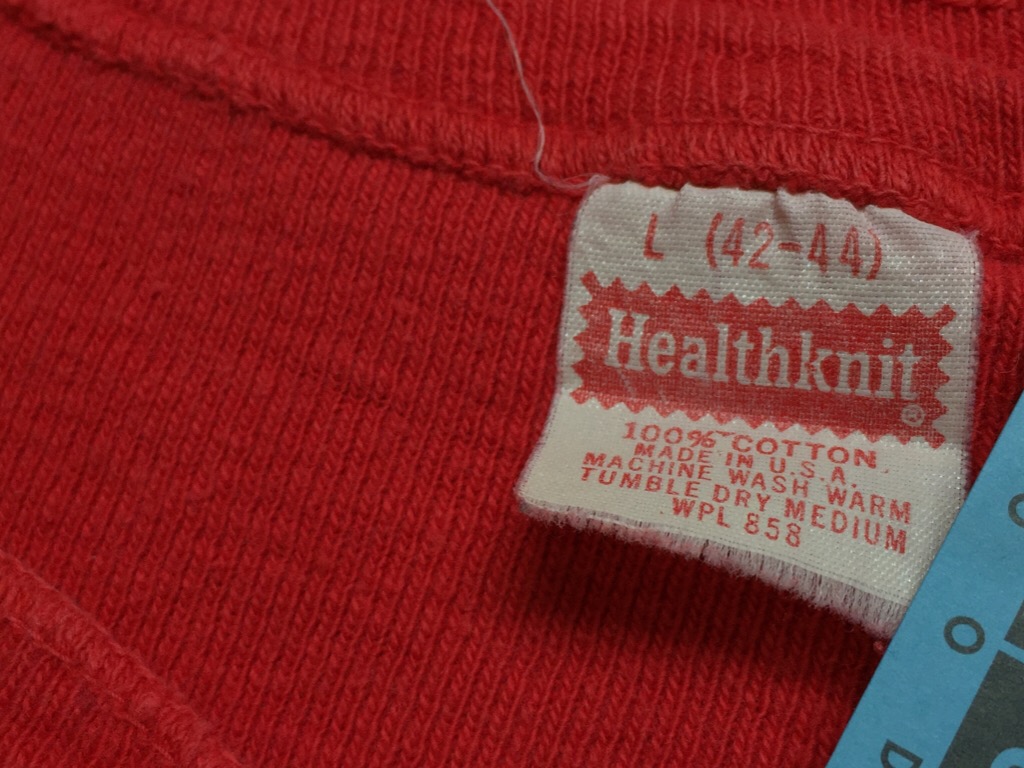 L (42-44)
Healthknit®
100% COTTON
MADE IN U.S.A.
MACHINE WASH WARM
TUMBLE DRY MEDIUM
WPL 858